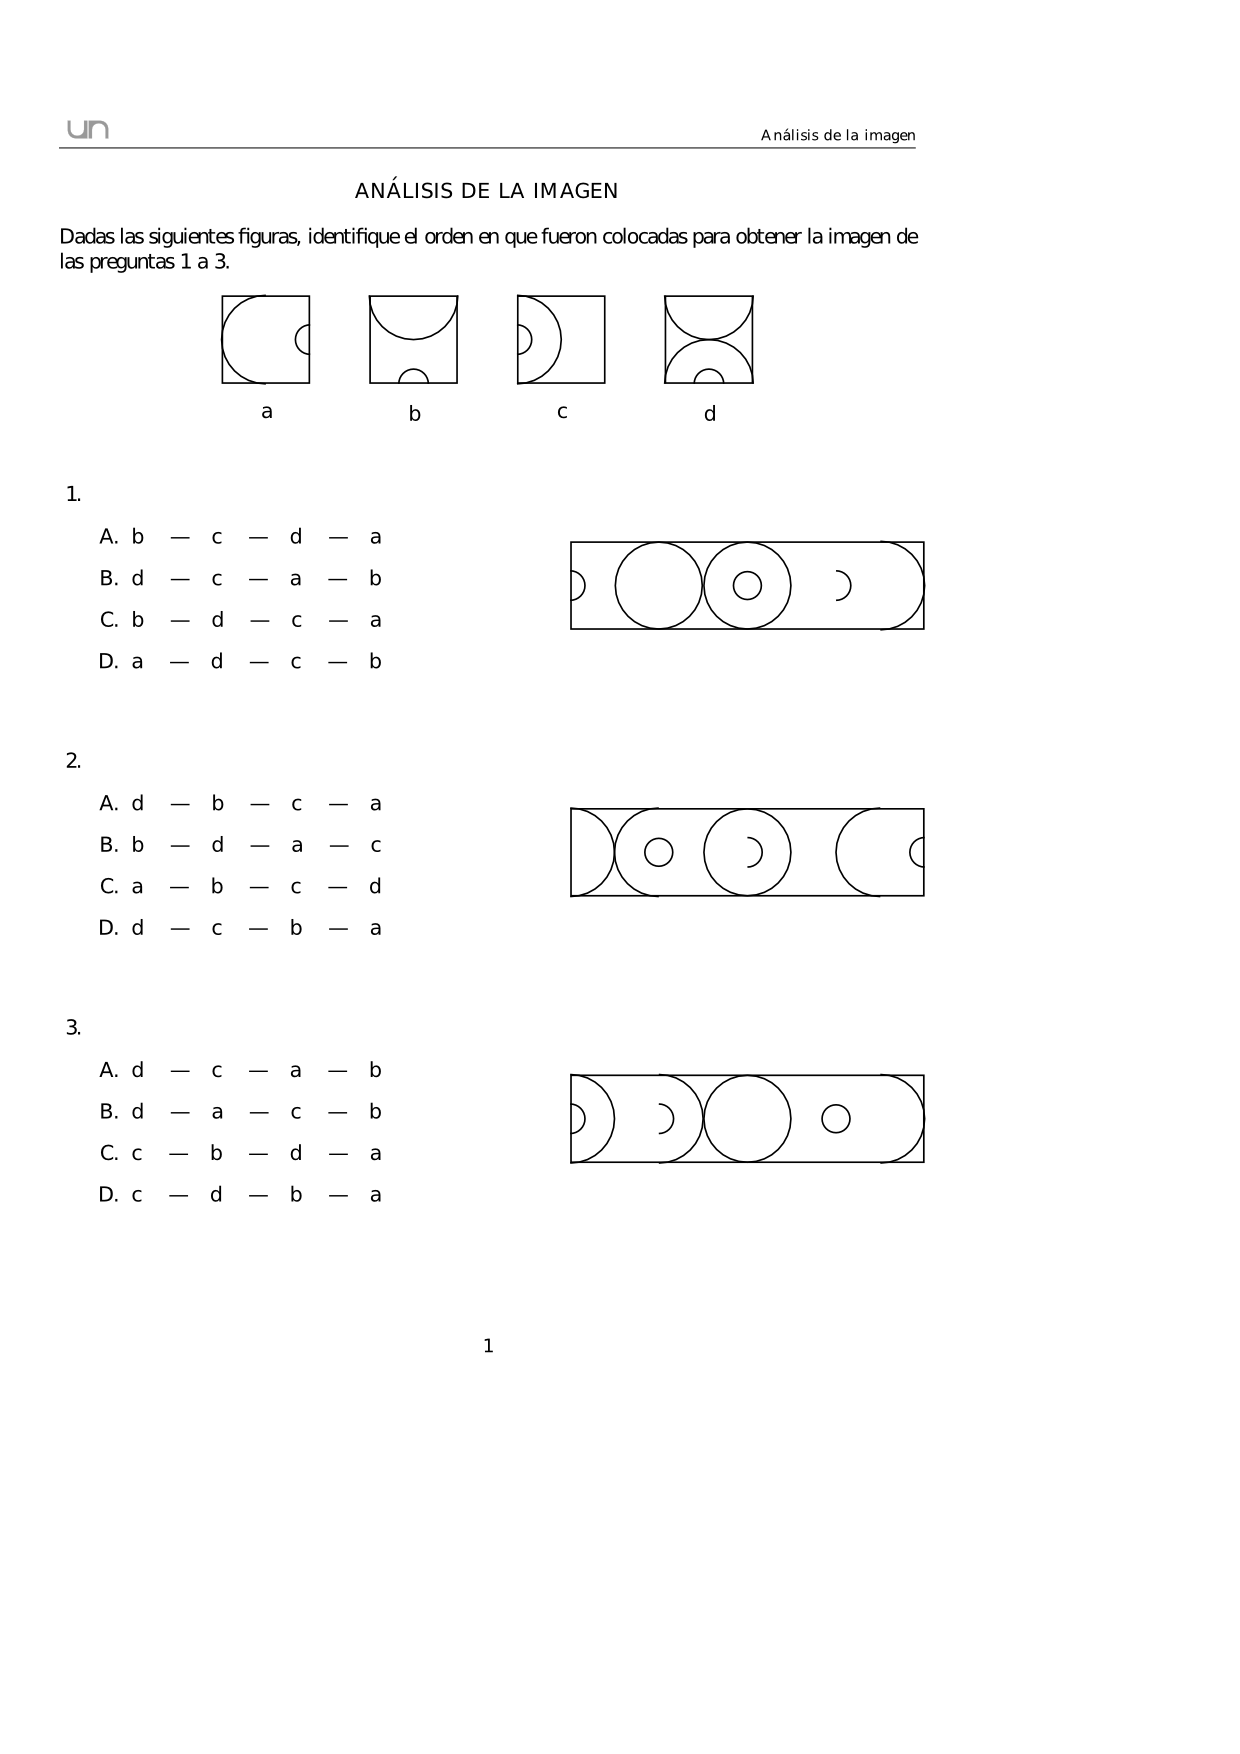 un
Análisis de la imagen
ANÁLISIS DE LA IMAGEN
Dadas las siguientes figuras, identifique el orden en que fueron colocadas para obtener la imagen de
las preguntas 1 a 3.
a b c d
1.
A. b — c — d — a
B. d — c — a — b
C. b — d — c — a
D. a — d — c — b
2.
A. d — b — c — a
B. b — d — a — c
C. a — b — c — d
D. d — c — b — a
3.
A. d — c — a — b
B. d — a — c — b
C. c — b — d — a
D. c — d — b — a
1